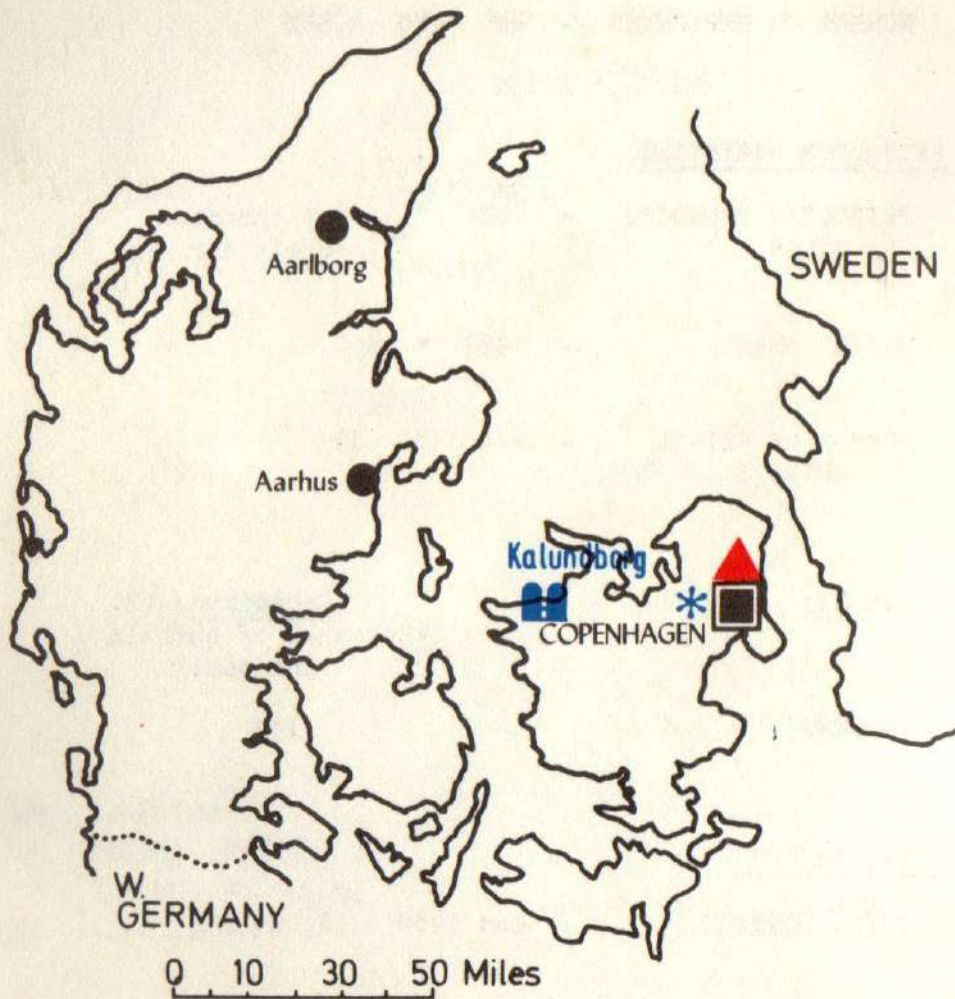 Aarlborg
SWEDEN
Aarhus
Kalundborg
COPENHAGEN
W.
GERMANY
0 10 30 50 Miles